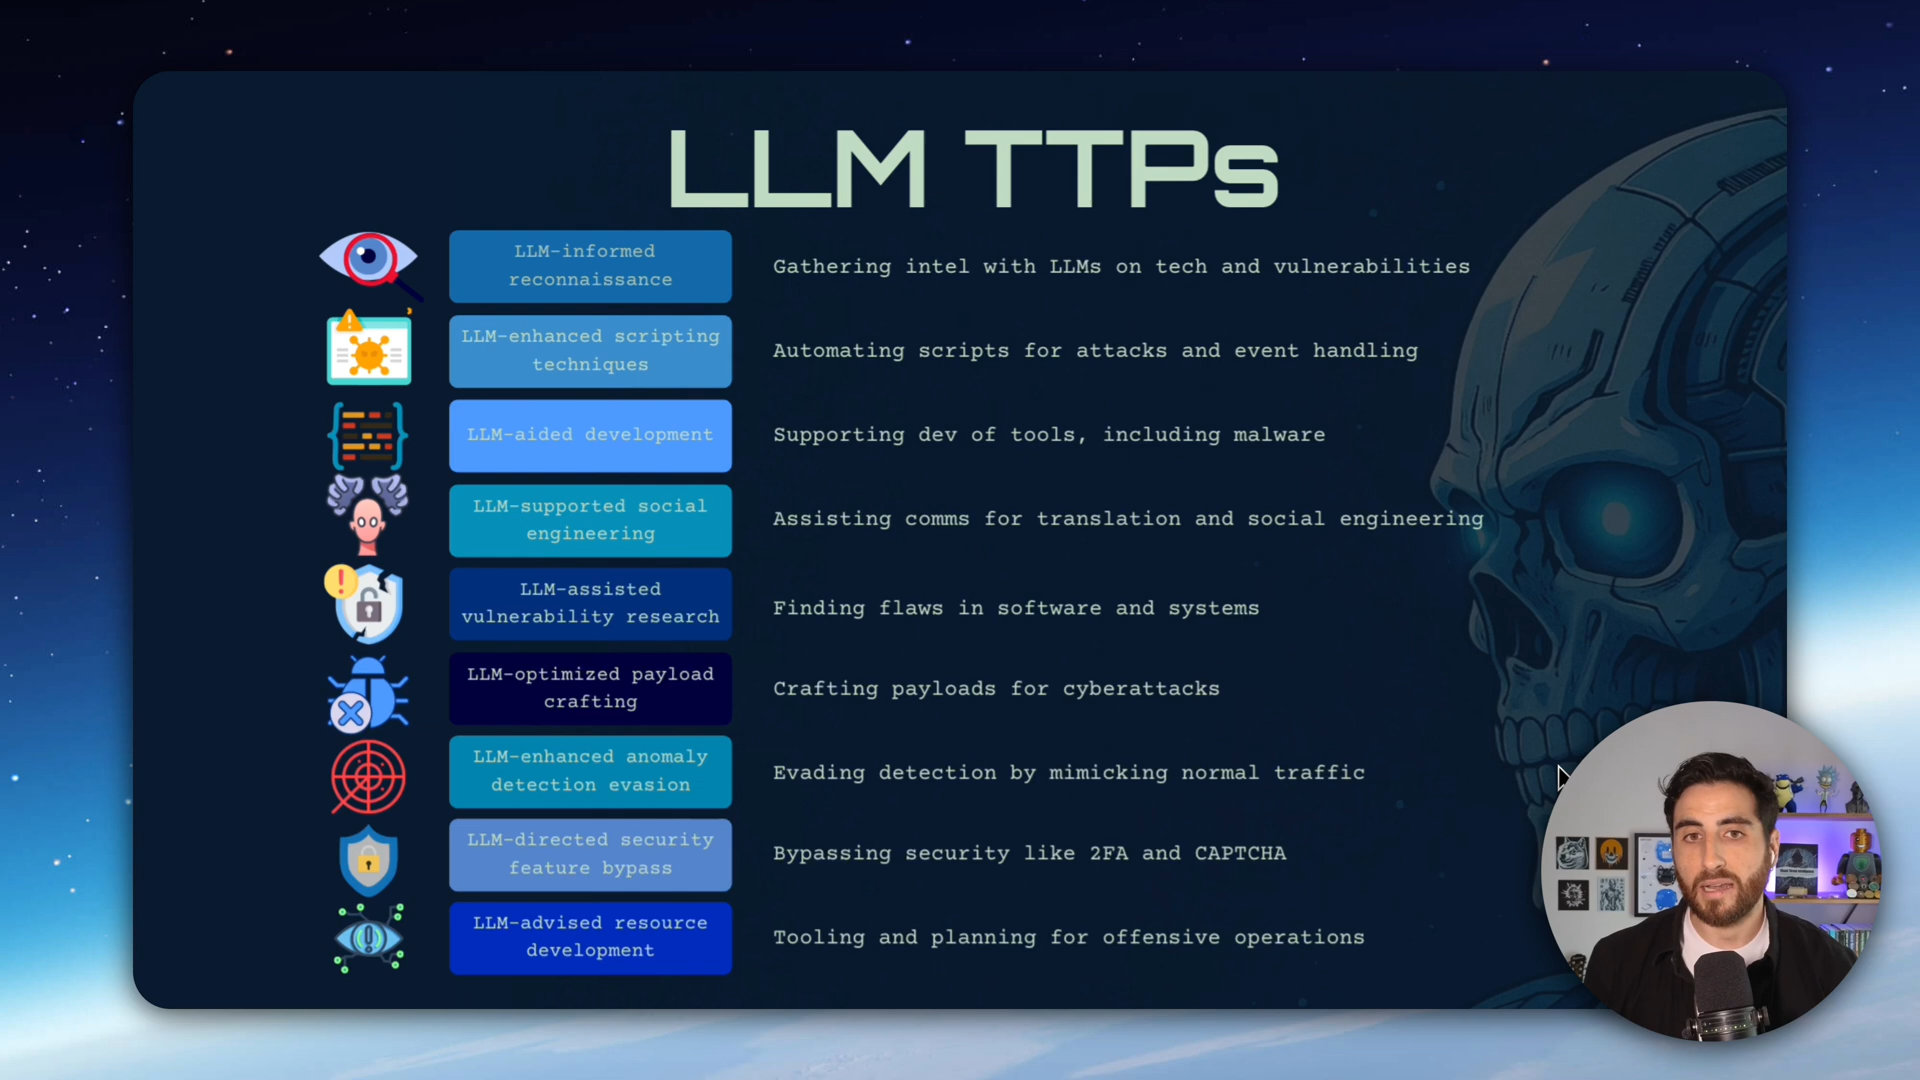 LLM TTPs
LLM-informed
reconnaissance
Gathering intel with LLMs on tech and vulnerabilities
LLM-enhanced scripting
techniques
Automating scripts for attacks and event handling
LLM-aided development
Supporting dev of tools, including malware
LLM-supported social
engineering
Assisting comms for translation and social engineering
LLM-assisted
vulnerability research
Finding flaws in software and systems
LLM-optimized payload
crafting
Crafting payloads for cyberattacks
LLM-enhanced anomaly
detection evasion
Evading detection by mimicking normal traffic
LLM-directed security
feature bypass
Bypassing security like 2FA and CAPTCHA
LLM-advised resource
development
Tooling and planning for offensive operations